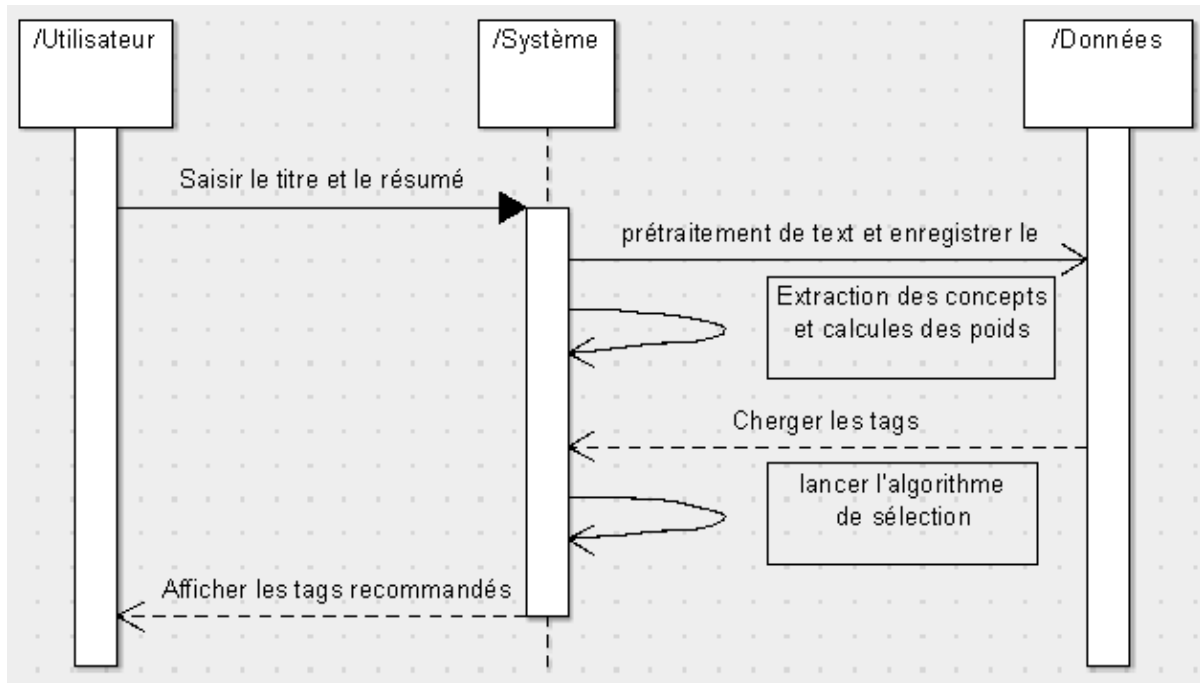 /Utilisateur
/Système
/Données
Saisir le titre et le résumé
prétraitement de text et enregistrer le
Extraction des concepts
et calcules des poids
Cherger les tags
lancer l'algorithme
de sélection
Afficher les tags recommandés